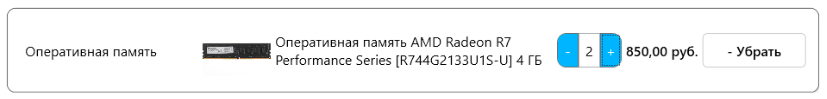 Оперативная память
Оперативная память AMD Radeon R7
Performance Series [R744G2133U1S-U] 4 ГБ
- 2 +
850,00 руб.
- Убрать